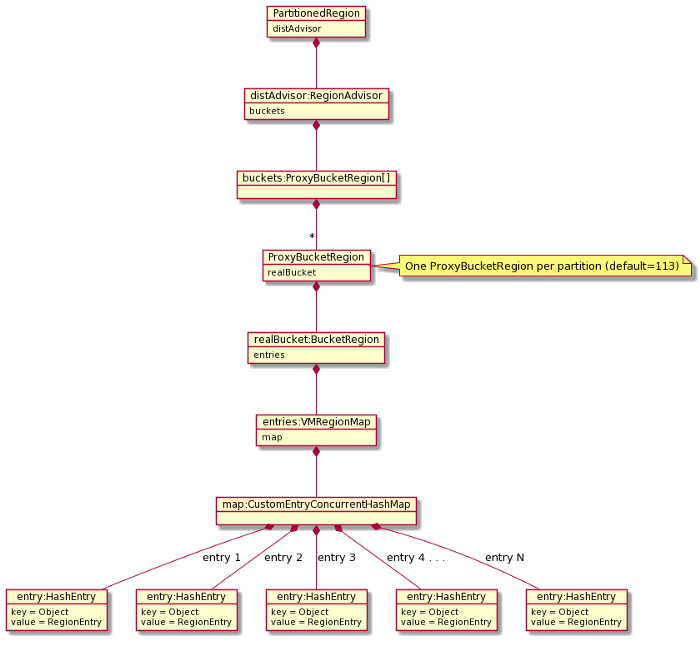 PartitionedRegion
distAdvisor
distAdvisor:RegionAdvisor
buckets
buckets:ProxyBucketRegion[]
*
ProxyBucketRegion
realBucket
One ProxyBucketRegion per partition (default=113)
realBucket:BucketRegion
entries
entries:VMRegionMap
map
map:CustomEntryConcurrentHashMap
entry 1
entry 2
entry 3
entry 4 . . .
entry N
entry:HashEntry
key = Object
value = RegionEntry
entry:HashEntry
key = Object
value = RegionEntry
entry:HashEntry
key = Object
value = RegionEntry
entry:HashEntry
key = Object
value = RegionEntry
entry:HashEntry
key = Object
value = RegionEntry